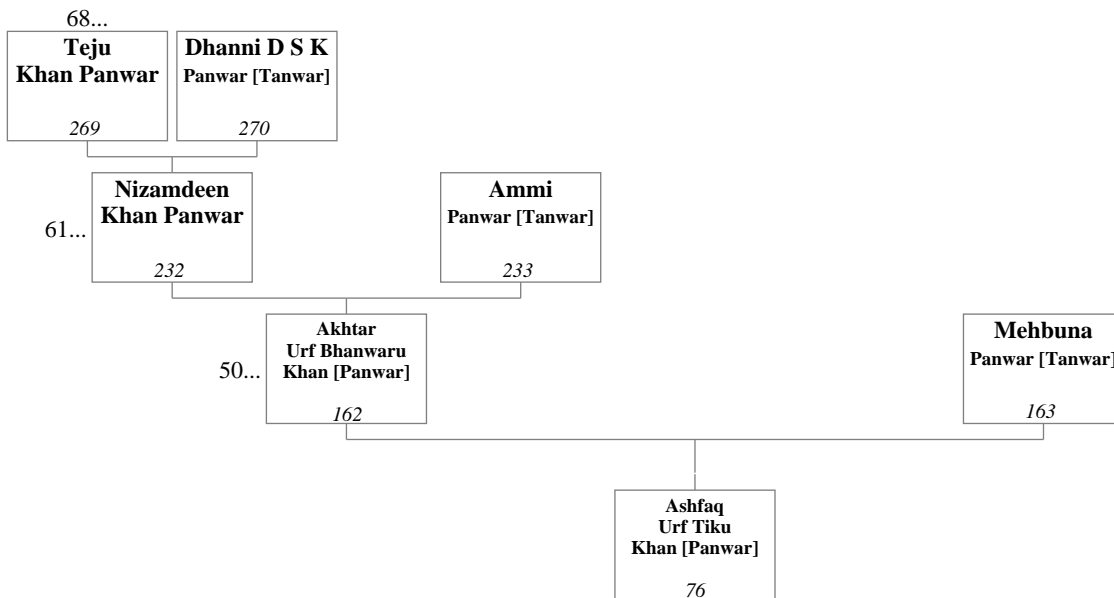 68...
Teju
Khan Panwar
269
Dhanni D S K
Panwar [Tanwar]
270
61...
Nizamdeen
Khan Panwar
232
Ammi
Panwar [Tanwar]
233
50...
Akhtar
Urf Bhanwaru
Khan [Panwar]
162
Mehbuna
Panwar [Tanwar]
163
Ashfaq
Urf Tiku
Khan [Panwar]
76